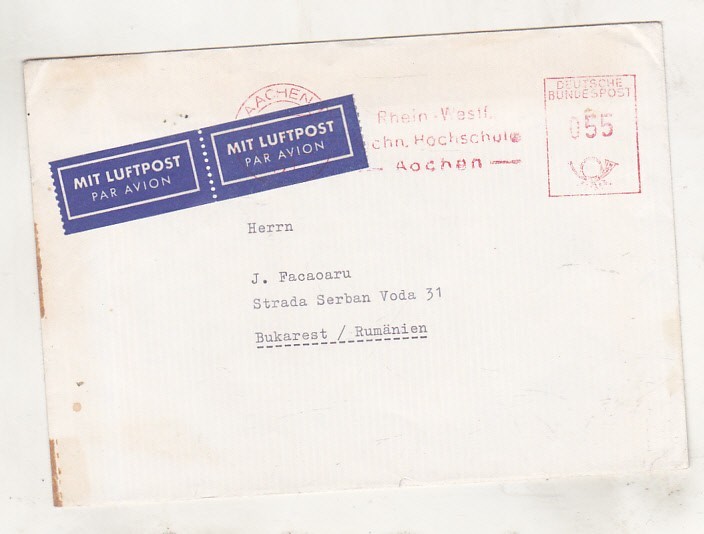 AACHEN
MIT LUFTPOST
PAR AVION
MIT LUFTPOST
PAR AVION
Rhein.-Westf.
chn. Hochschule
— Aachen —
DEUTSCHE
BUNDESPOST
055
Herrn
J. Facaoaru
Strada Serban Voda 31
Bukarest / Rumänien